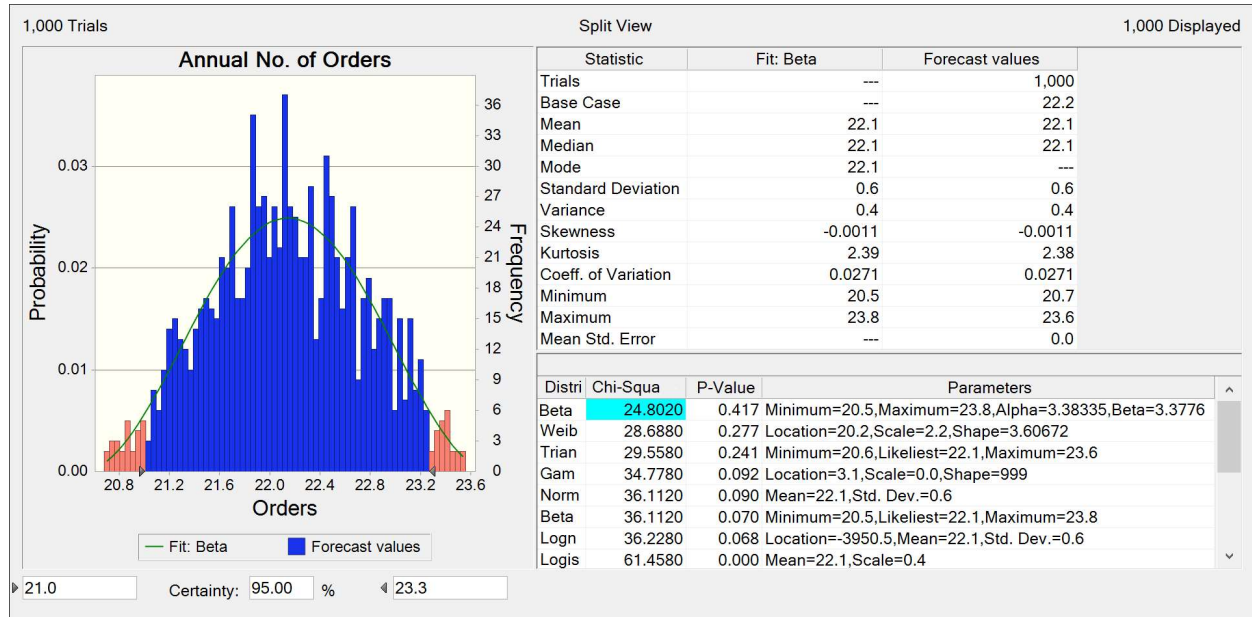 1,000 Trials Split View 1,000 Displayed
Annual No. of Orders
Probability
0.03
0.02
0.01
0.00
36
33
30
27
24
21
18
15
12
9
6
3
0
Frequency
20.8 21.2 21.6 22.0 22.4 22.8 23.2 23.6
Orders
Fit: Beta Forecast values
Statistic Fit: Beta Forecast values
Trials --- 1,000
Base Case --- 22.2
Mean 22.1 22.1
Median 22.1 22.1
Mode 22.1 ---
Standard Deviation 0.6 0.6
Variance 0.4 0.4
Skewness -0.0011 -0.0011
Kurtosis 2.39 2.38
Coeff. of Variation 0.0271 0.0271
Minimum 20.5 20.7
Maximum 23.8 23.6
Mean Std. Error --- 0.0
Distri Chi-Squa P-Value Parameters
Beta 24.8020 0.417 Minimum=20.5,Maximum=23.8,Alpha=3.38335,Beta=3.3776
Weib 28.6880 0.277 Location=20.2,Scale=2.2,Shape=3.60672
Trian 29.5580 0.241 Minimum=20.6,Likeliest=22.1,Maximum=23.6
Gam 34.7780 0.092 Location=3.1,Scale=0.0,Shape=999
Norm 36.1120 0.090 Mean=22.1,Std. Dev.=0.6
Beta 36.1120 0.070 Minimum=20.5,Likeliest=22.1,Maximum=23.8
Logn 36.2280 0.068 Location=-3950.5,Mean=22.1,Std. Dev.=0.6
Logis 61.4580 0.000 Mean=22.1,Scale=0.4
21.0 Certainty: 95.00 % 23.3